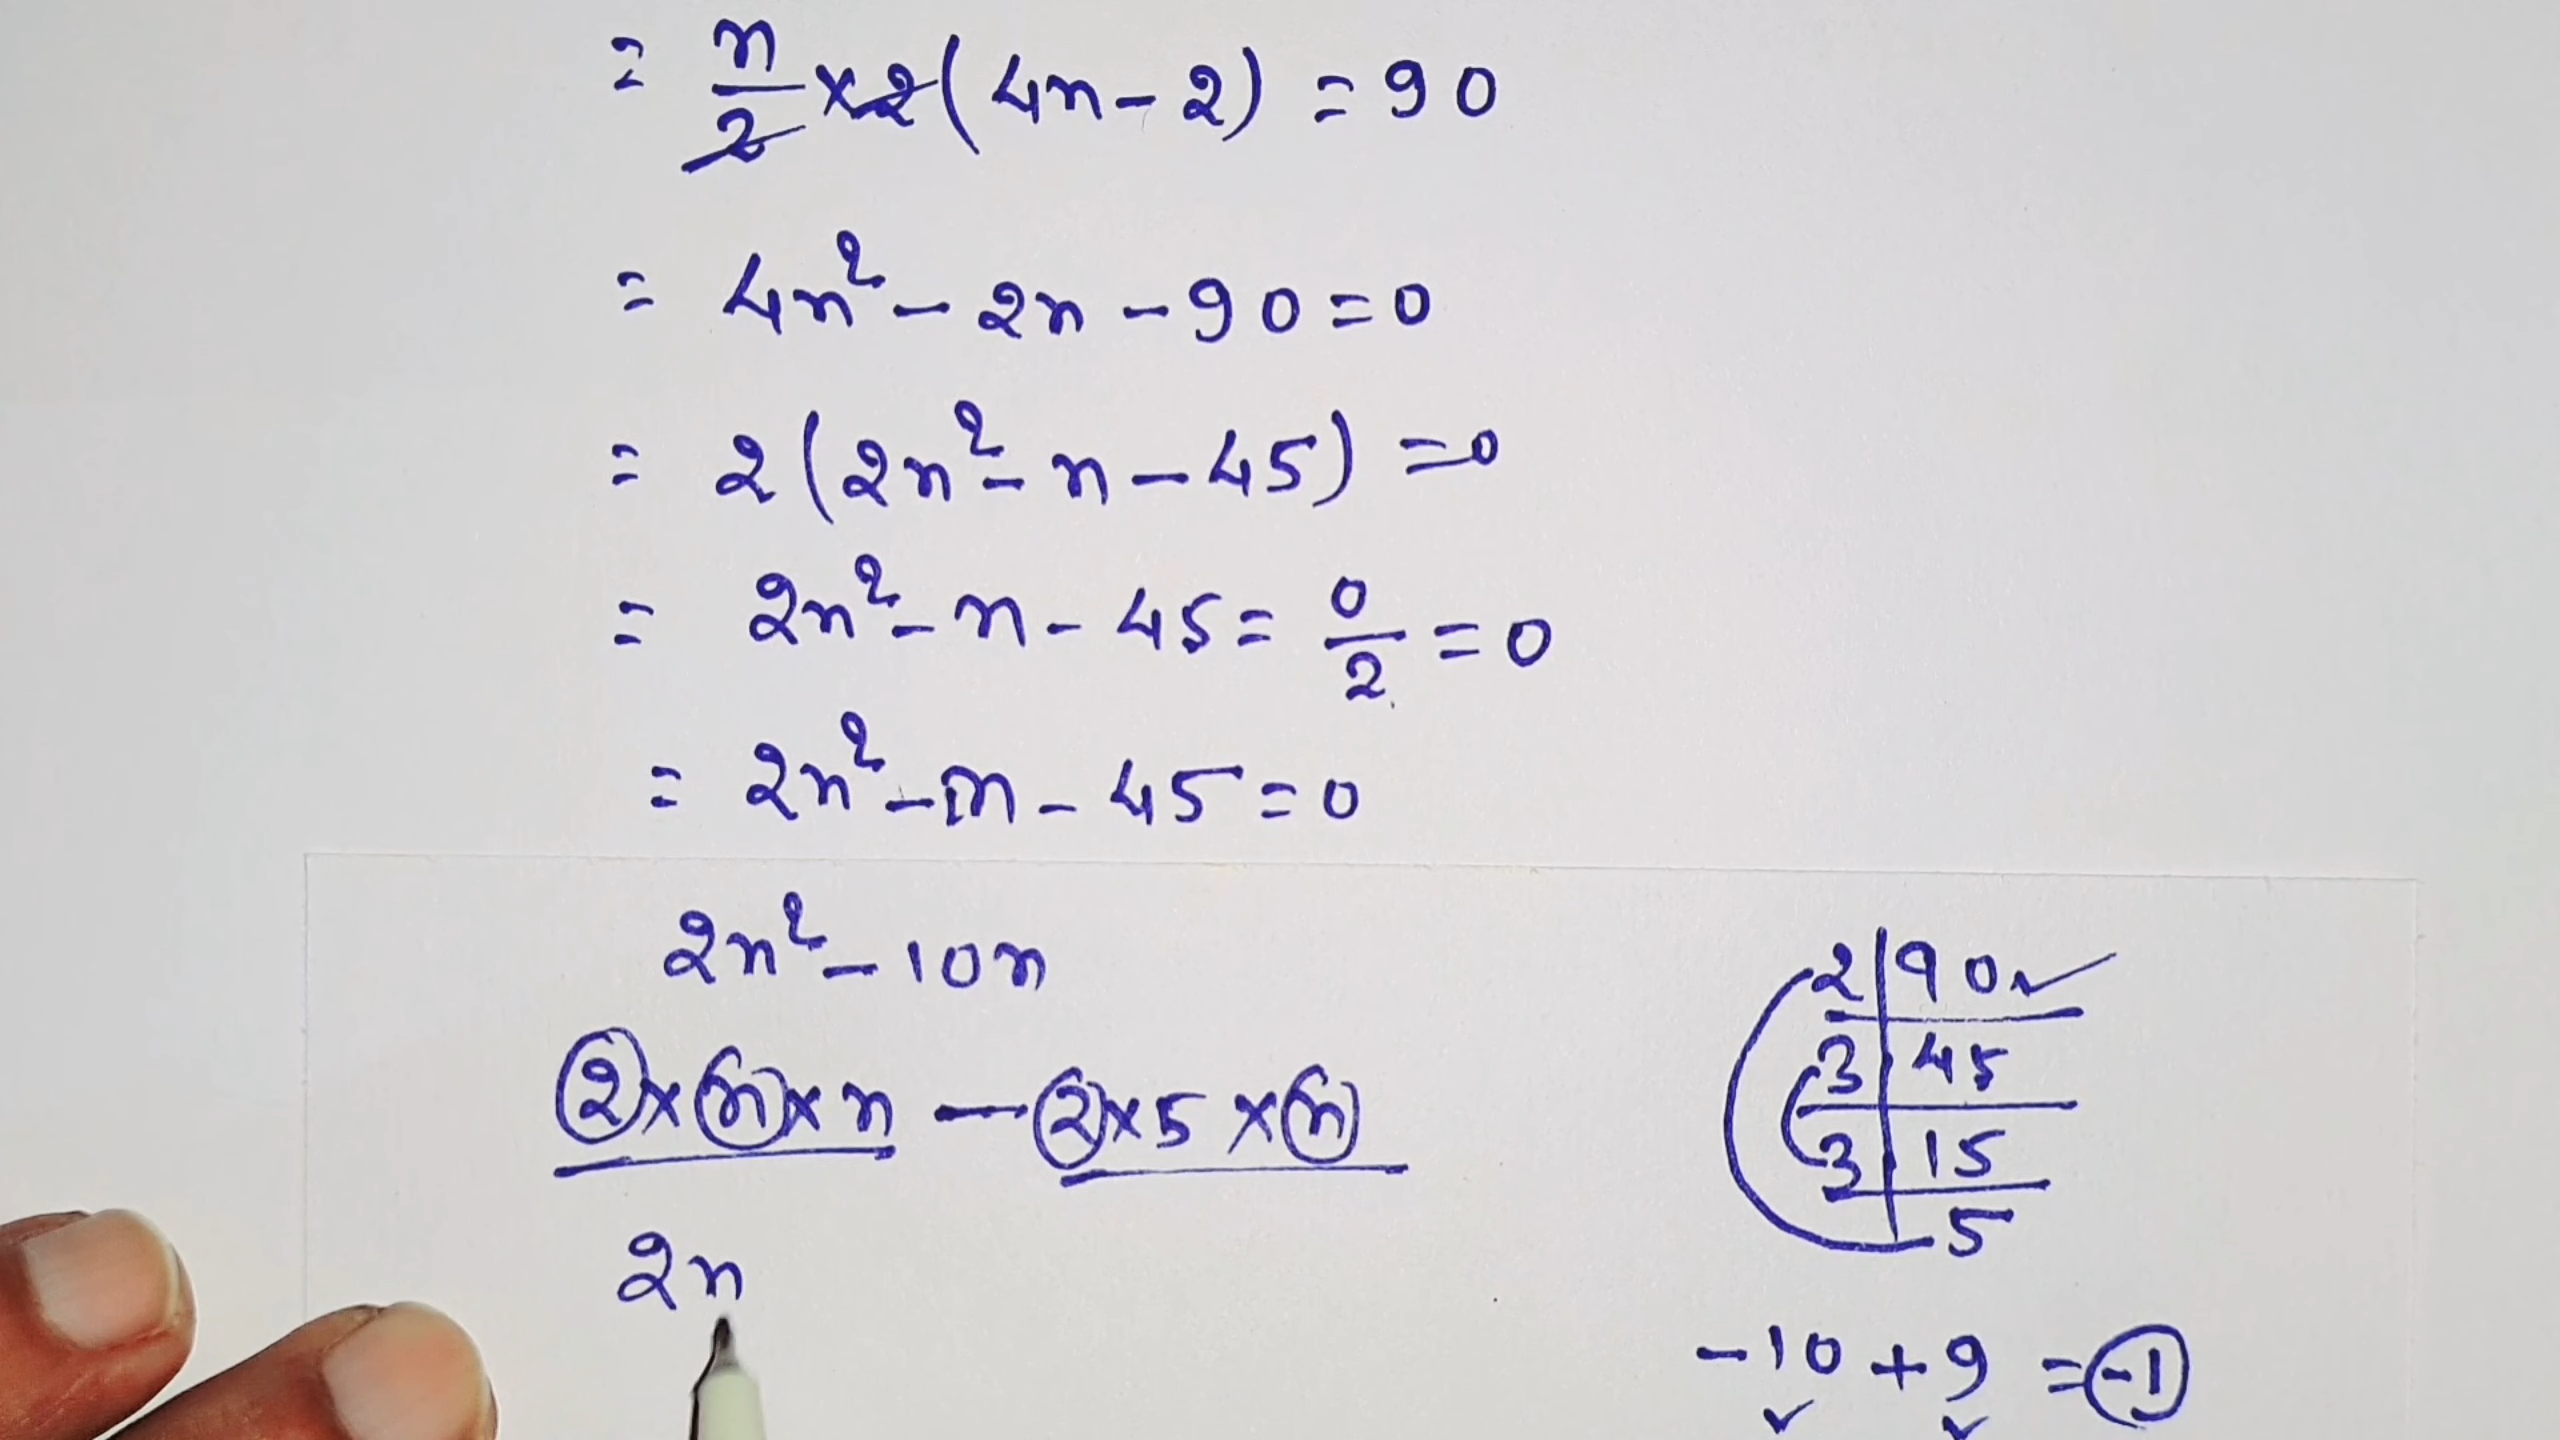 = n/2 ×2(4n-2) = 90
= 4n² - 2n - 90 = 0
= 2(2n² - n - 45) = 0
= 2n² - n - 45 = 0/2 = 0
= 2n² - n - 45 = 0
2n² - 10n
2×n×n - 2×5×n
2n
2|90
3|45
3|15
5
-10 + 9 = -1